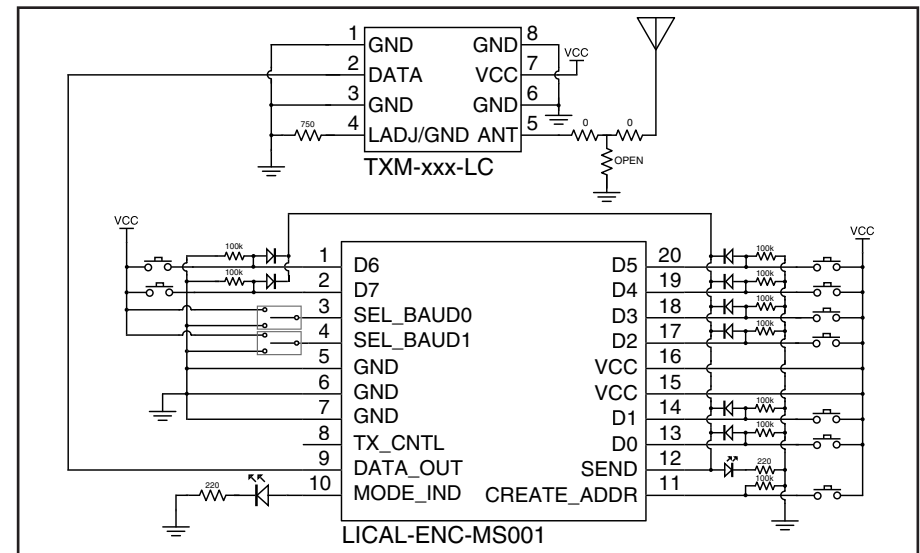 1 GND GND 8
VCC
2 DATA VCC 7
3 GND GND 6
750 4 LADJ/GND ANT 5 0 0
OPEN
TXM-xxx-LC
VCC VCC
100k 1 D6 D5 20 100k
100k 2 D7 D4 19 100k
3 SEL_BAUD0 D3 18 100k
4 SEL_BAUD1 D2 17 100k
5 GND VCC 16
6 GND VCC 15
7 GND D1 14 100k
8 TX_CNTL D0 13 100k
9 DATA_OUT SEND 12 220
220 10 MODE_IND CREATE_ADDR 11 100k
LICAL-ENC-MS001